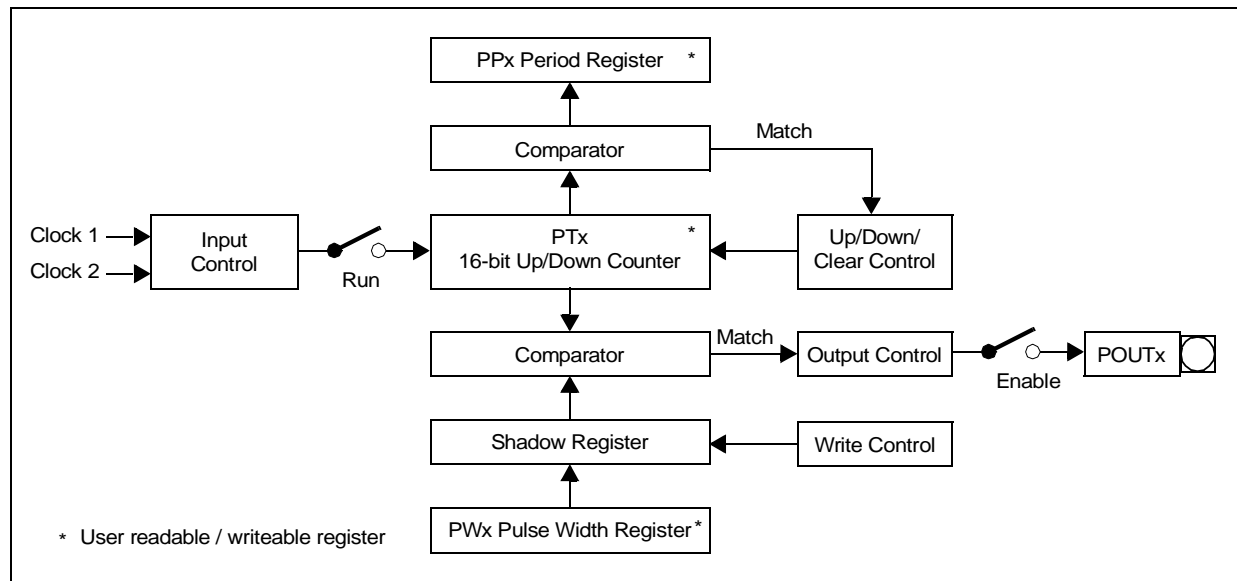 PPx Period Register *
Comparator
Match
Clock 1
Clock 2
Input
Control
Run
PTx *
16-bit Up/Down Counter
Up/Down/
Clear Control
Comparator
Match
Output Control
Enable
POUTx
Shadow Register
Write Control
PWx Pulse Width Register *
* User readable / writeable register